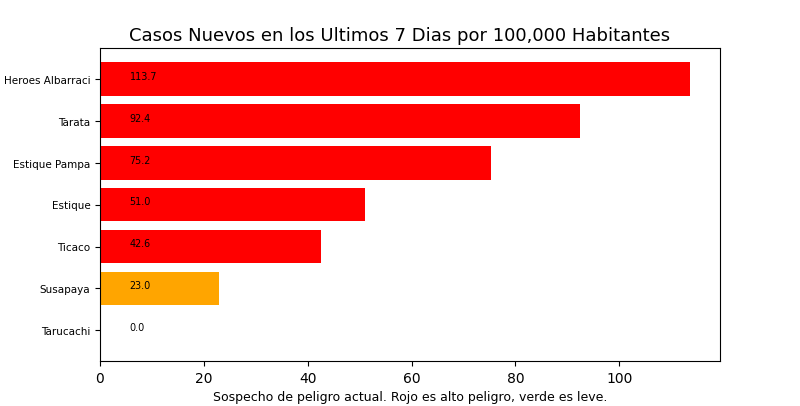 Casos Nuevos en los Ultimos 7 Dias por 100,000 Habitantes
Heroes Albarraci 113.7
Tarata 92.4
Estique Pampa 75.2
Estique 51.0
Ticaco 42.6
Susapaya 23.0
Tarucachi 0.0
0 20 40 60 80 100
Sospecho de peligro actual. Rojo es alto peligro, verde es leve.